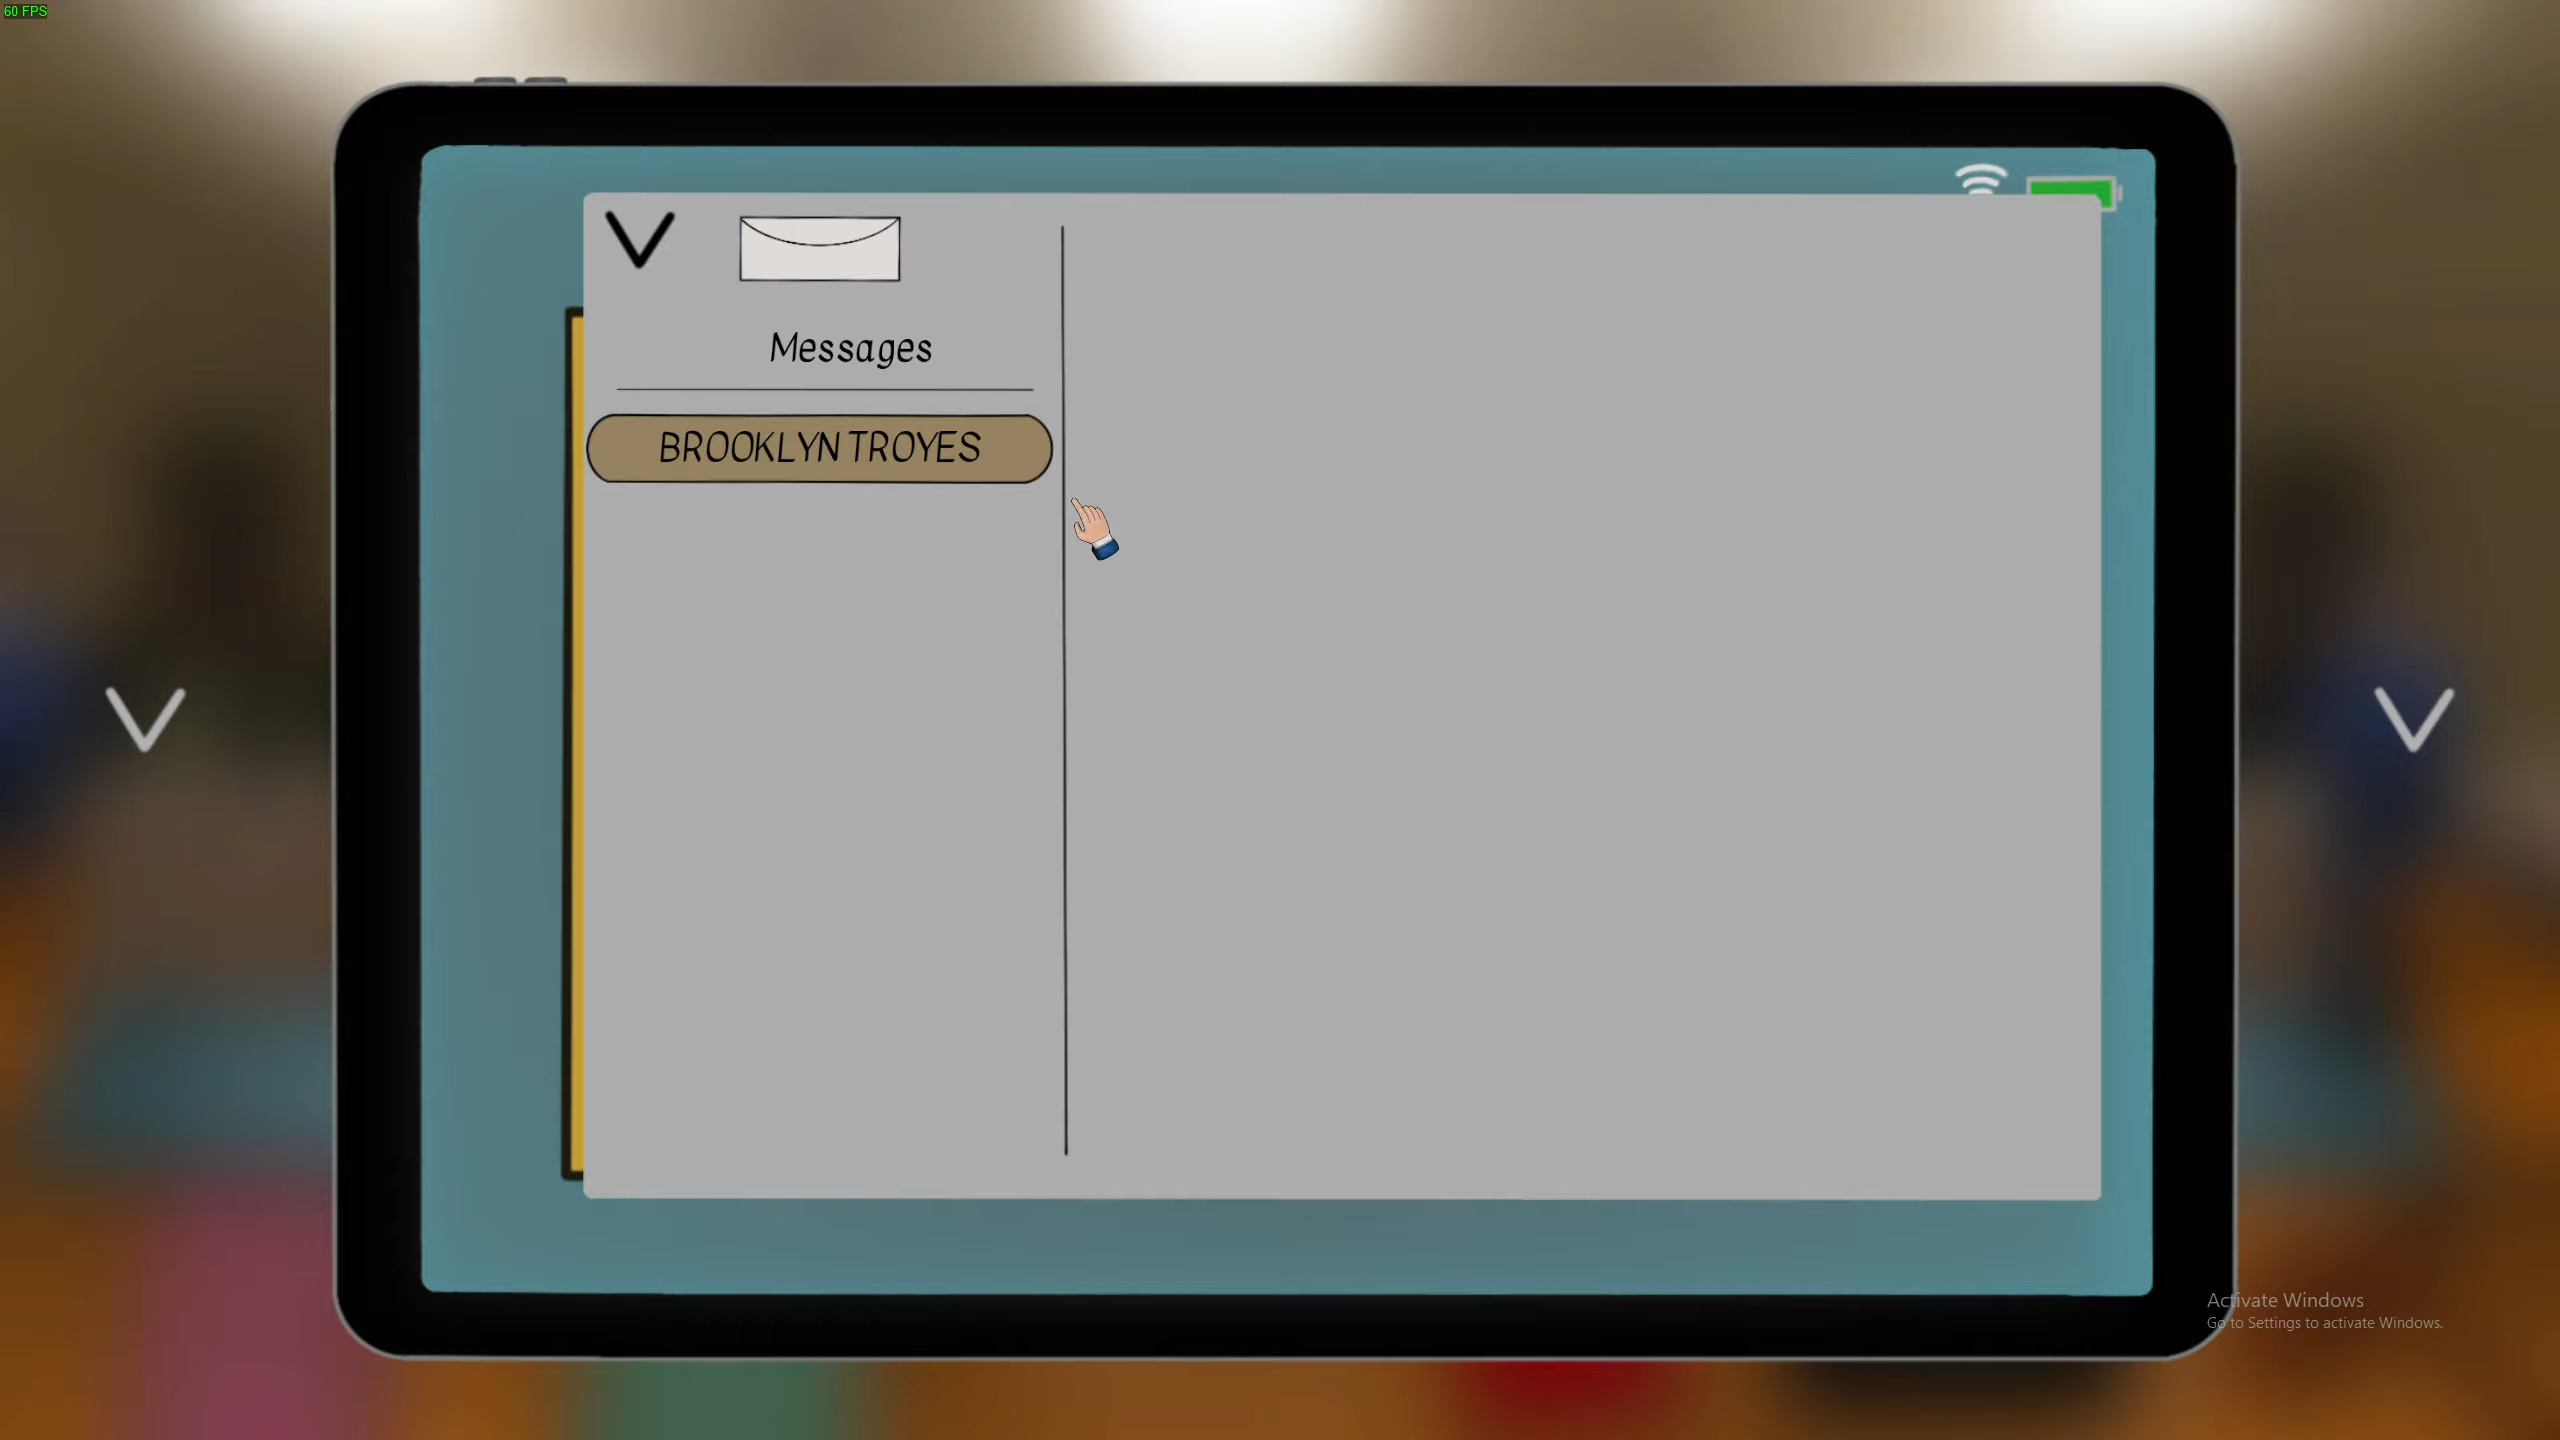 60 FPS
Messages
BROOKLYN TROYES
Activate Windows
Go to Settings to activate Windows.